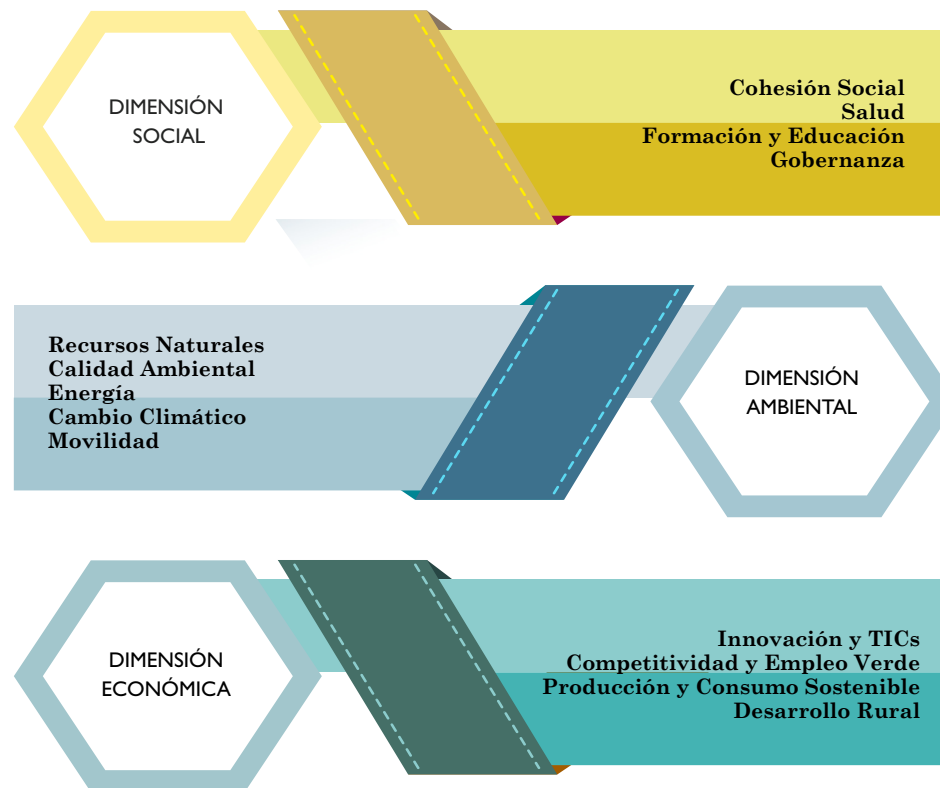 DIMENSIÓN
SOCIAL
Cohesión Social
Salud
Formación y Educación
Gobernanza
Recursos Naturales
Calidad Ambiental
Energía
Cambio Climático
Movilidad
DIMENSIÓN
AMBIENTAL
DIMENSIÓN
ECONÓMICA
Innovación y TICs
Competitividad y Empleo Verde
Producción y Consumo Sostenible
Desarrollo Rural